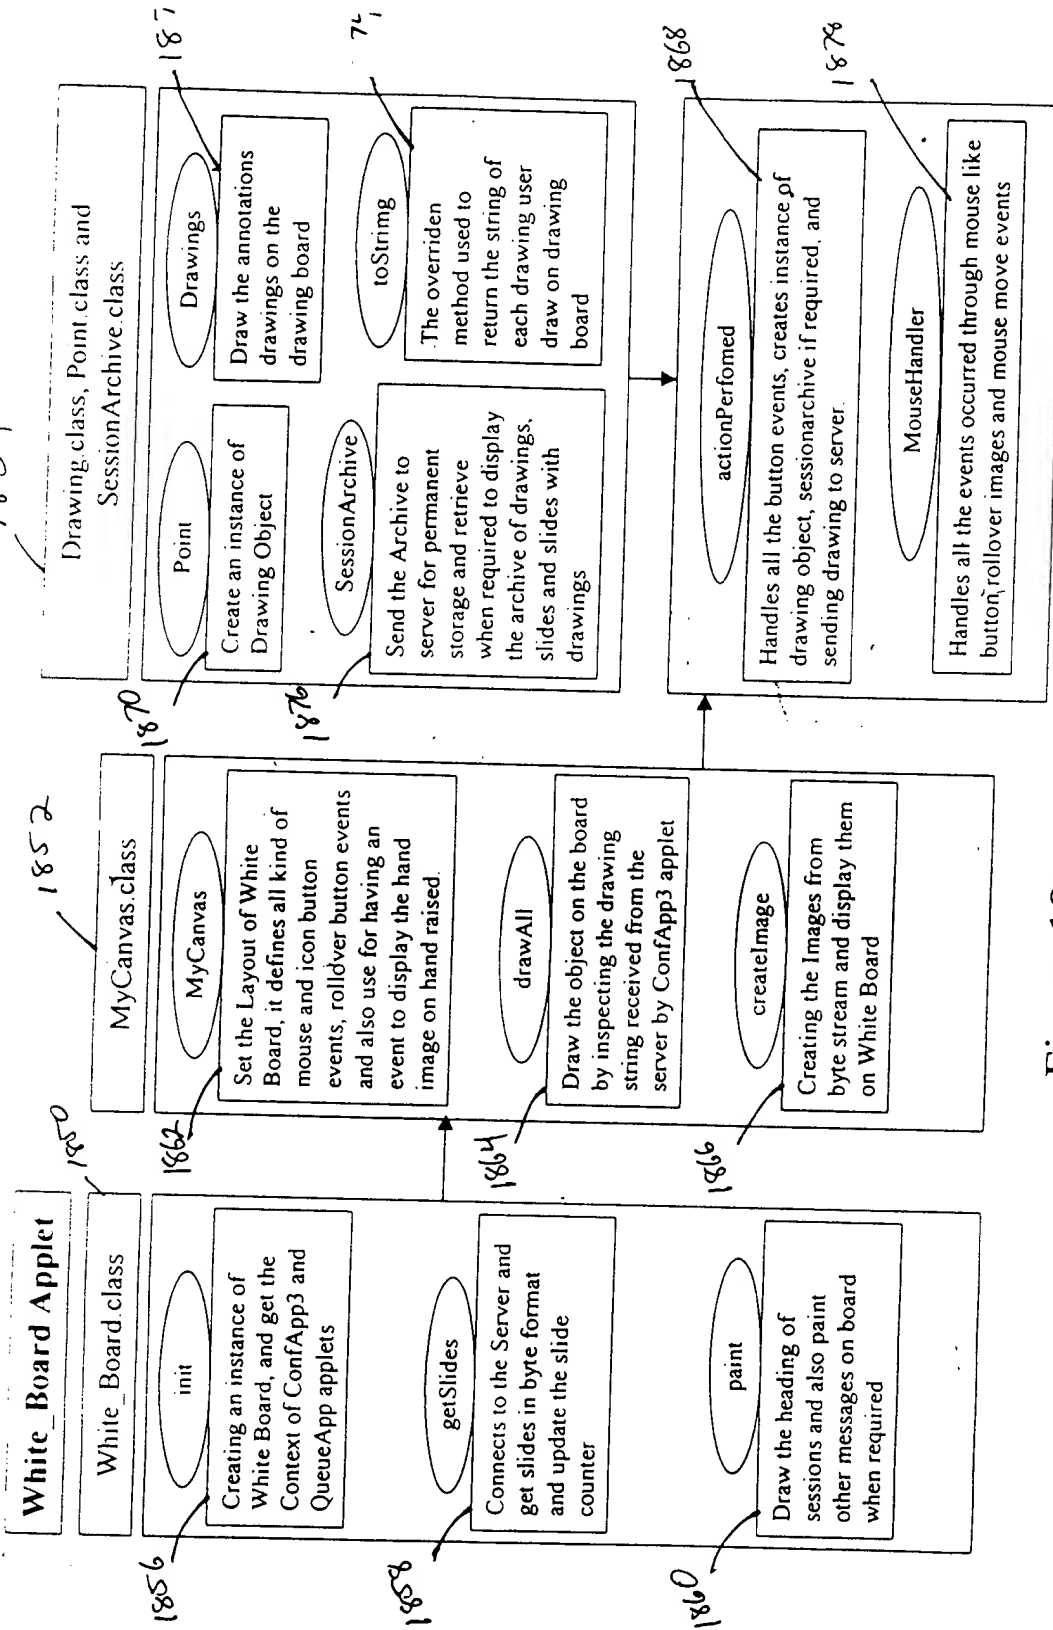 White_Board Applet
White_Board.class
1850
init
Creating an instance of
White Board, and get the
Context of ConfApp3 and
QueueApp applets
1856
getSlides
Connects to the Server and
get slides in byte format
and update the slide
counter
1858
paint
Draw the heading of
sessions and also paint
other messages on board
when required
1860
1852
MyCanvas.class
MyCanvas
Set the Layout of White
Board, it defines all kind of
mouse and icon button
events, rollover button events
and also use for having an
event to display the hand
image on hand raised.
1862
drawAll
Draw the object on the board
by inspecting the drawing
string received from the
server by ConfApp3 applet
1864
createImage
Creating the Images from
byte stream and display them
on White Board
1866
Drawing.class, Point.class and
SessionArchive.class
Point
Create an instance of
Drawing Object
1870
Drawings
Draw the annotations
drawings on the
drawing board
187
SessionArchive
Send the Archive to
server for permanent
storage and retrieve
when required to display
the archive of drawings,
slides and slides with
drawings
1876
toStrimg
The overriden
method used to
return the string of
each drawing user
draw on drawing
board
74
actionPerfomed
Handles all the button events, creates instance of
drawing object, sessionarchive if required, and
sending drawing to server.
1868
MouseHandler
Handles all the events occurred through mouse like
button rollover images and mouse move events
1878